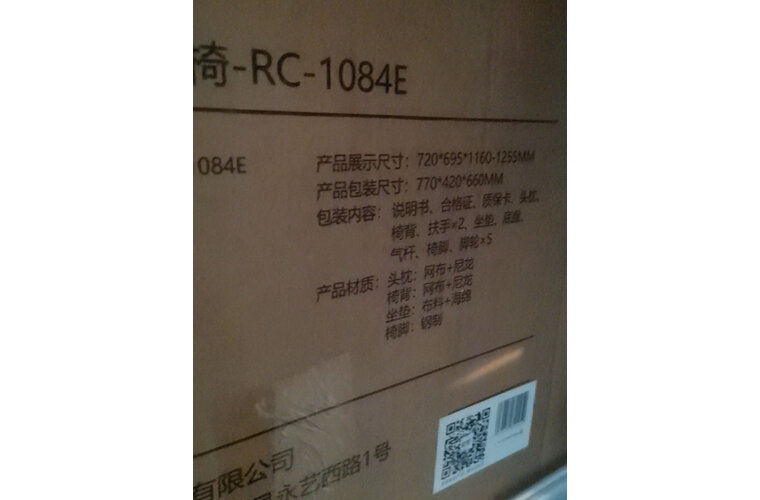 椅-RC-1084E
084E
产品展示尺寸：720*695*1160-1255MM
产品包装尺寸：770*420*660MM
包装内容：说明书、合格证、质保卡、头枕、
椅背、扶手×2、坐垫、底盘、
气杆、椅脚、脚轮×5
产品材质：头枕：网布+尼龙
椅背：网布+尼龙
坐垫：布料+海绵
椅脚：钢制
有限公司
永艺西路1号